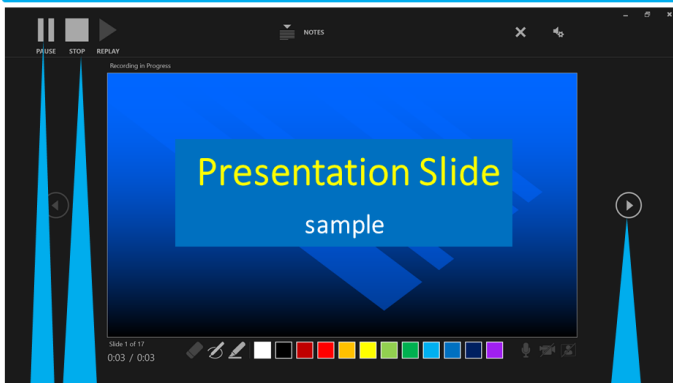 PAUSE STOP REPLAY
NOTES
Recording in Progress
Presentation Slide
sample
Slide 1 of 17
0:03 / 0:03